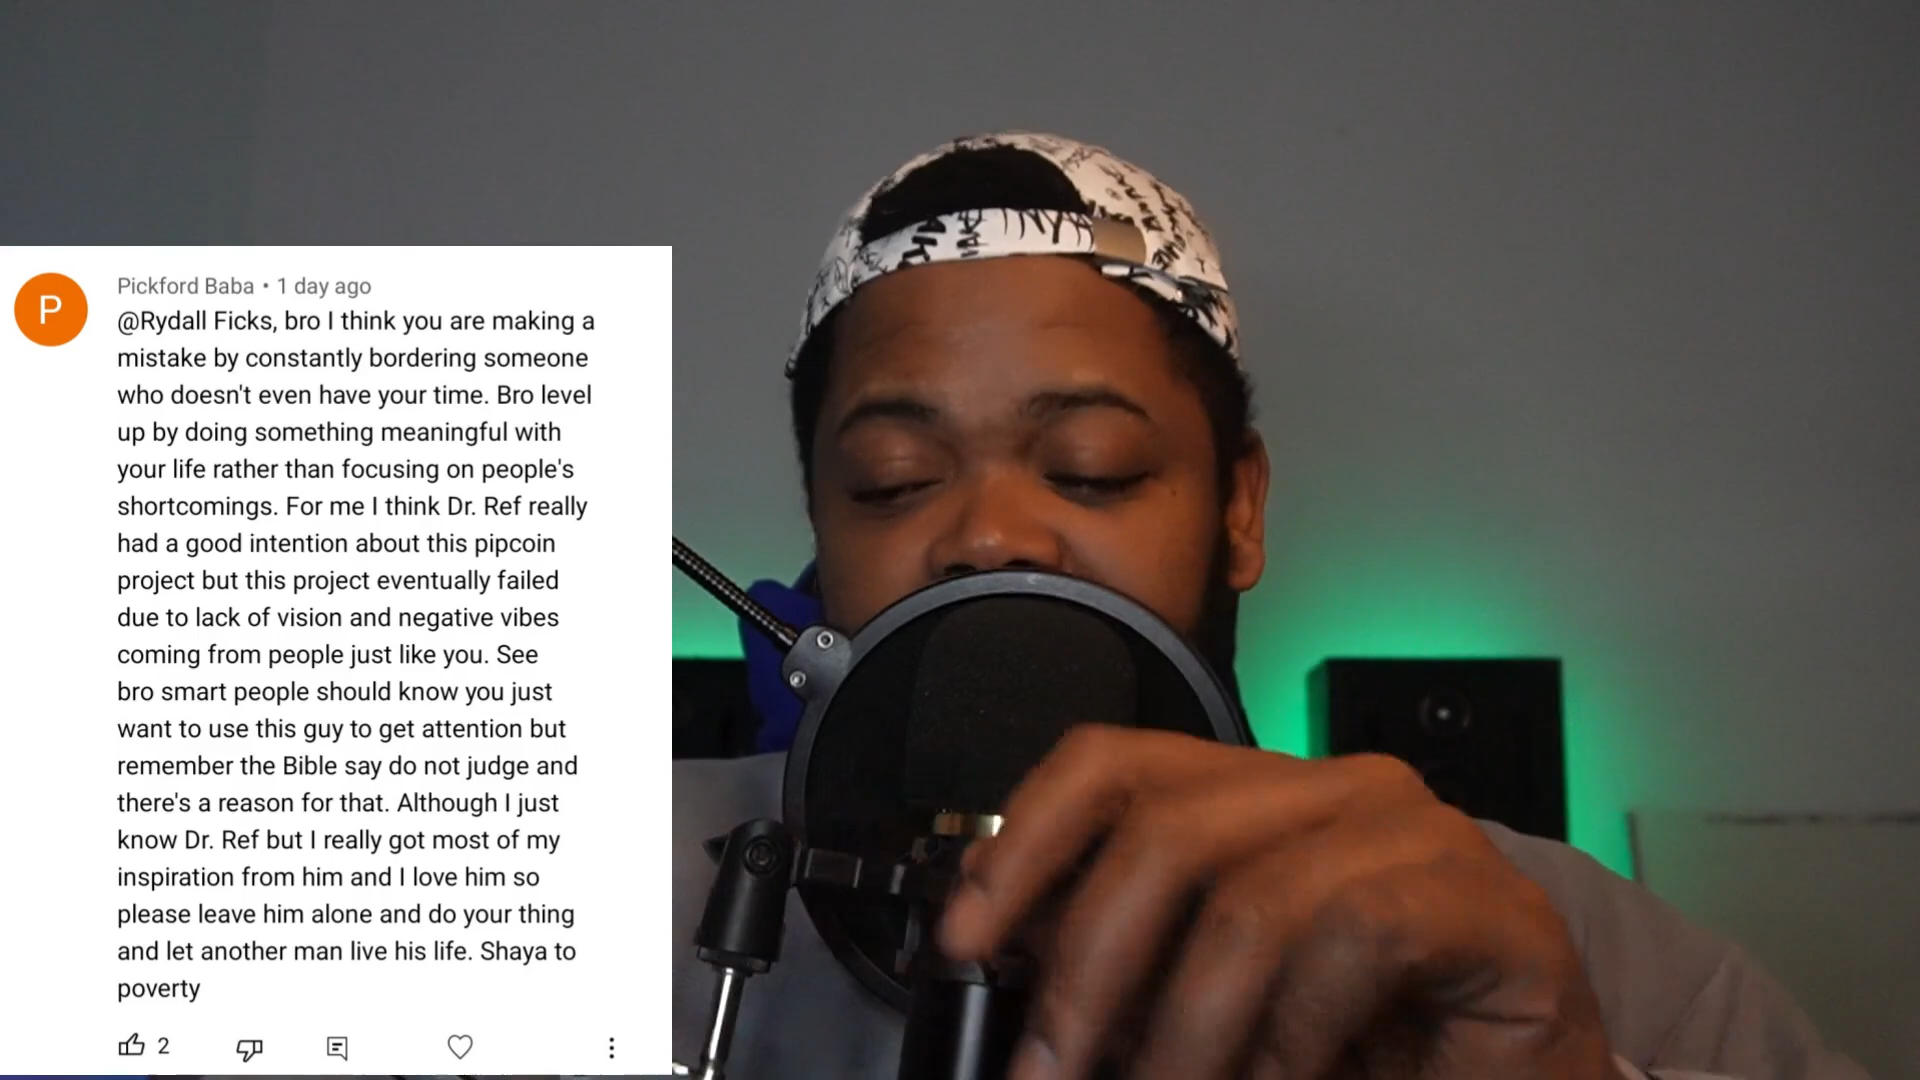 P
Pickford Baba • 1 day ago
@Rydall Ficks, bro I think you are making a
mistake by constantly bordering someone
who doesn't even have your time. Bro level
up by doing something meaningful with
your life rather than focusing on people's
shortcomings. For me I think Dr. Ref really
had a good intention about this pipcoin
project but this project eventually failed
due to lack of vision and negative vibes
coming from people just like you. See
bro smart people should know you just
want to use this guy to get attention but
remember the Bible say do not judge and
there's a reason for that. Although I just
know Dr. Ref but I really got most of my
inspiration from him and I love him so
please leave him alone and do your thing
and let another man live his life. Shaya to
poverty
2